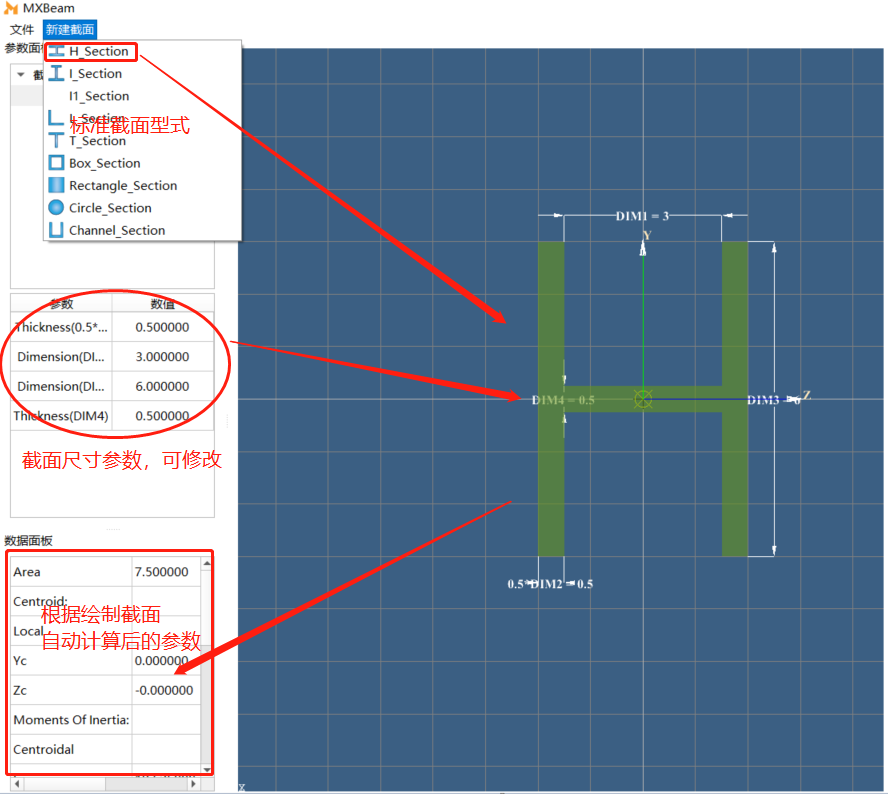 MXBeam
文件 新建截面
参数面
H_Section
截
I_Section
I1_Section
L_Section
标准截面型式
T_Section
Box_Section
Rectangle_Section
Circle_Section
Channel_Section
参数 数值
Thickness(0.5*... 0.500000
Dimension(DI... 3.000000
Dimension(DI... 6.000000
Thickness(DIM4) 0.500000
截面尺寸参数，可修改
数据面板
Area 7.500000
Centroid:
根据绘制截面
Local
自动计算后的参数
Yc 0.000000
Zc -0.000000
Moments Of Inertia:
Centroidal
DIM1 = 3
Y
DIM4 = 0.5
DIM3 = 6
Z
0.5*DIM2 = 0.5
X